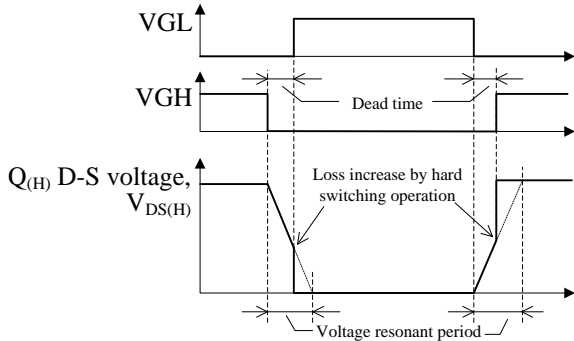 VGL
VGH
Dead time
Q(H) D-S voltage,
VDS(H)
Loss increase by hard
switching operation
Voltage resonant period